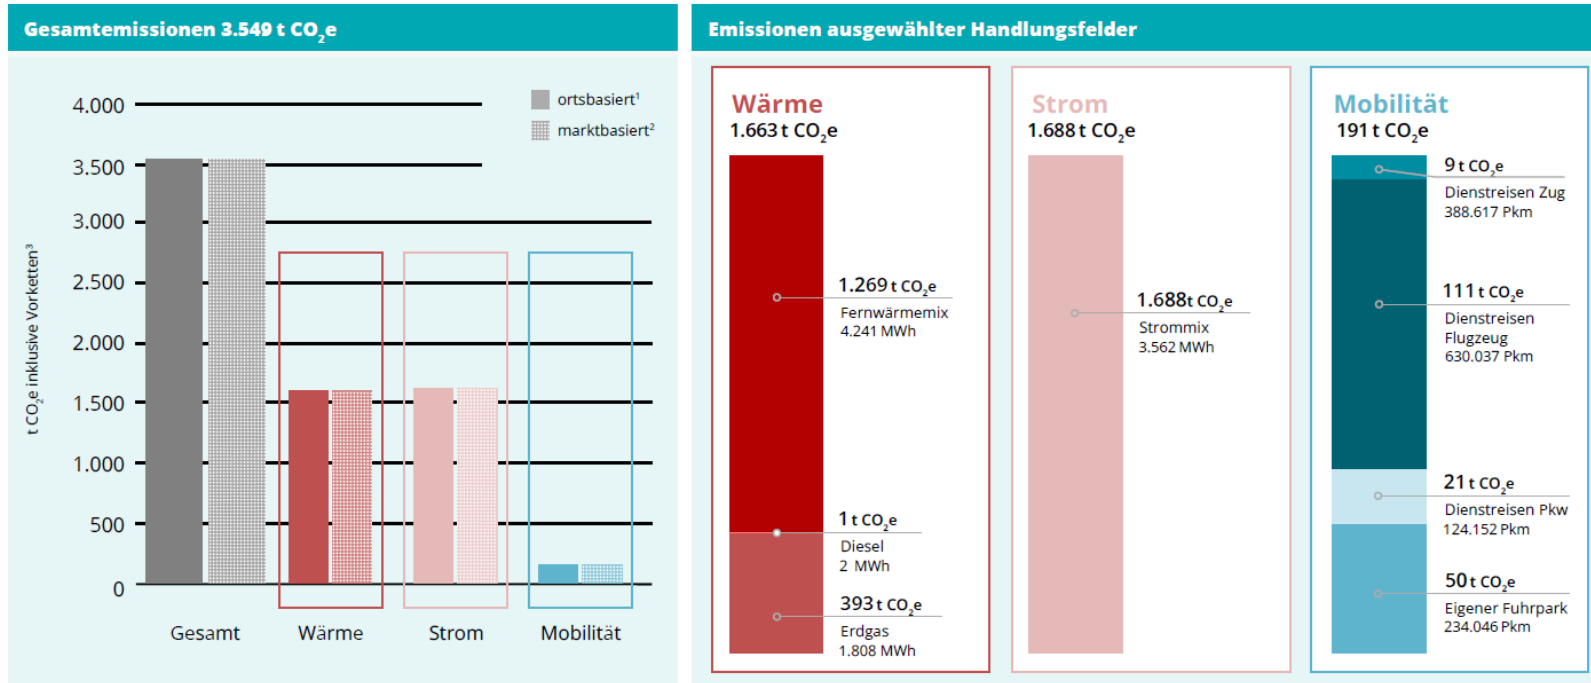 Gesamtemissionen 3.549 t CO₂e
t CO₂e inklusive Vorketten³
4.000
3.500
3.000
2.500
2.000
1.500
1.000
500
0
ortsbasiert¹
marktbasiert²
Gesamt
Wärme
Strom
Mobilität
Emissionen ausgewählter Handlungsfelder
Wärme
1.663 t CO₂e
1.269 t CO₂e
Fernwärmemix
4.241 MWh
1 t CO₂e
Diesel
2 MWh
393 t CO₂e
Erdgas
1.808 MWh
Strom
1.688 t CO₂e
1.688t CO₂e
Strommix
3.562 MWh
Mobilität
191 t CO₂e
9 t CO₂e
Dienstreisen Zug
388.617 Pkm
111 t CO₂e
Dienstreisen
Flugzeug
630.037 Pkm
21 t CO₂e
Dienstreisen Pkw
124.152 Pkm
50 t CO₂e
Eigener Fuhrpark
234.046 Pkm